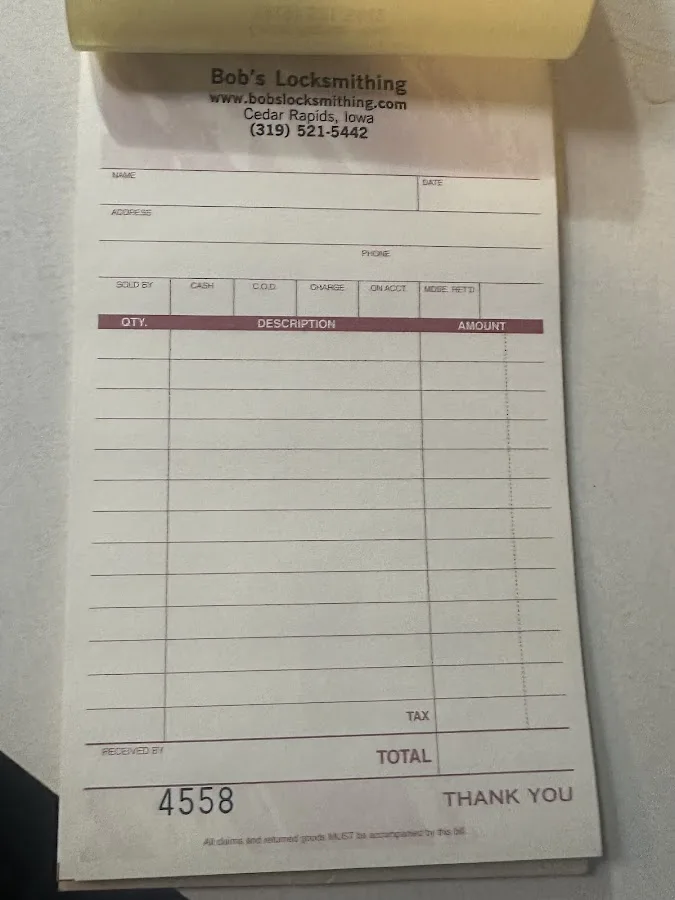 Bob's Locksmithing
www.bobslocksmithing.com
Cedar Rapids, Iowa
(319) 521-5442
NAME DATE
ADDRESS
PHONE
SOLD BY CASH C.O.D. CHARGE ON ACCT. MDSE. RET'D
QTY. DESCRIPTION AMOUNT
TAX
RECEIVED BY TOTAL
4558 THANK YOU
All claims and returned goods MUST be accompanied by this bill.